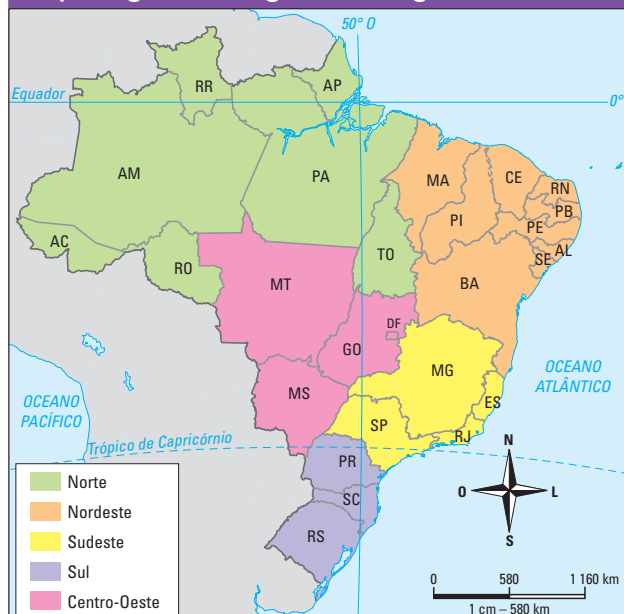 50° O
Equador
0°
RR
AP
AM
PA
MA
CE
RN
PB
PI
PE
AL
SE
AC
RO
TO
BA
MT
DF
GO
MG
MS
ES
SP
RJ
OCEANO
PACÍFICO
OCEANO
ATLÂNTICO
Trópico de Capricórnio
PR
SC
RS
N
O
L
S
Norte
Nordeste
Sudeste
Sul
Centro-Oeste
0 580 1 160 km
1 cm – 580 km